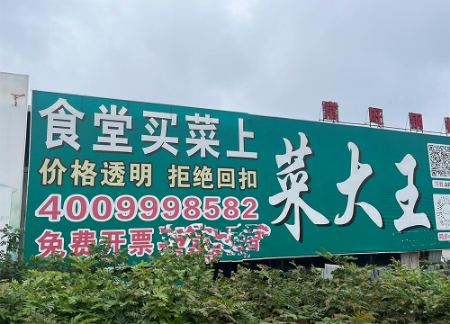 食堂买菜上
价格透明 拒绝回扣
4009998582
免费开票
菜大王